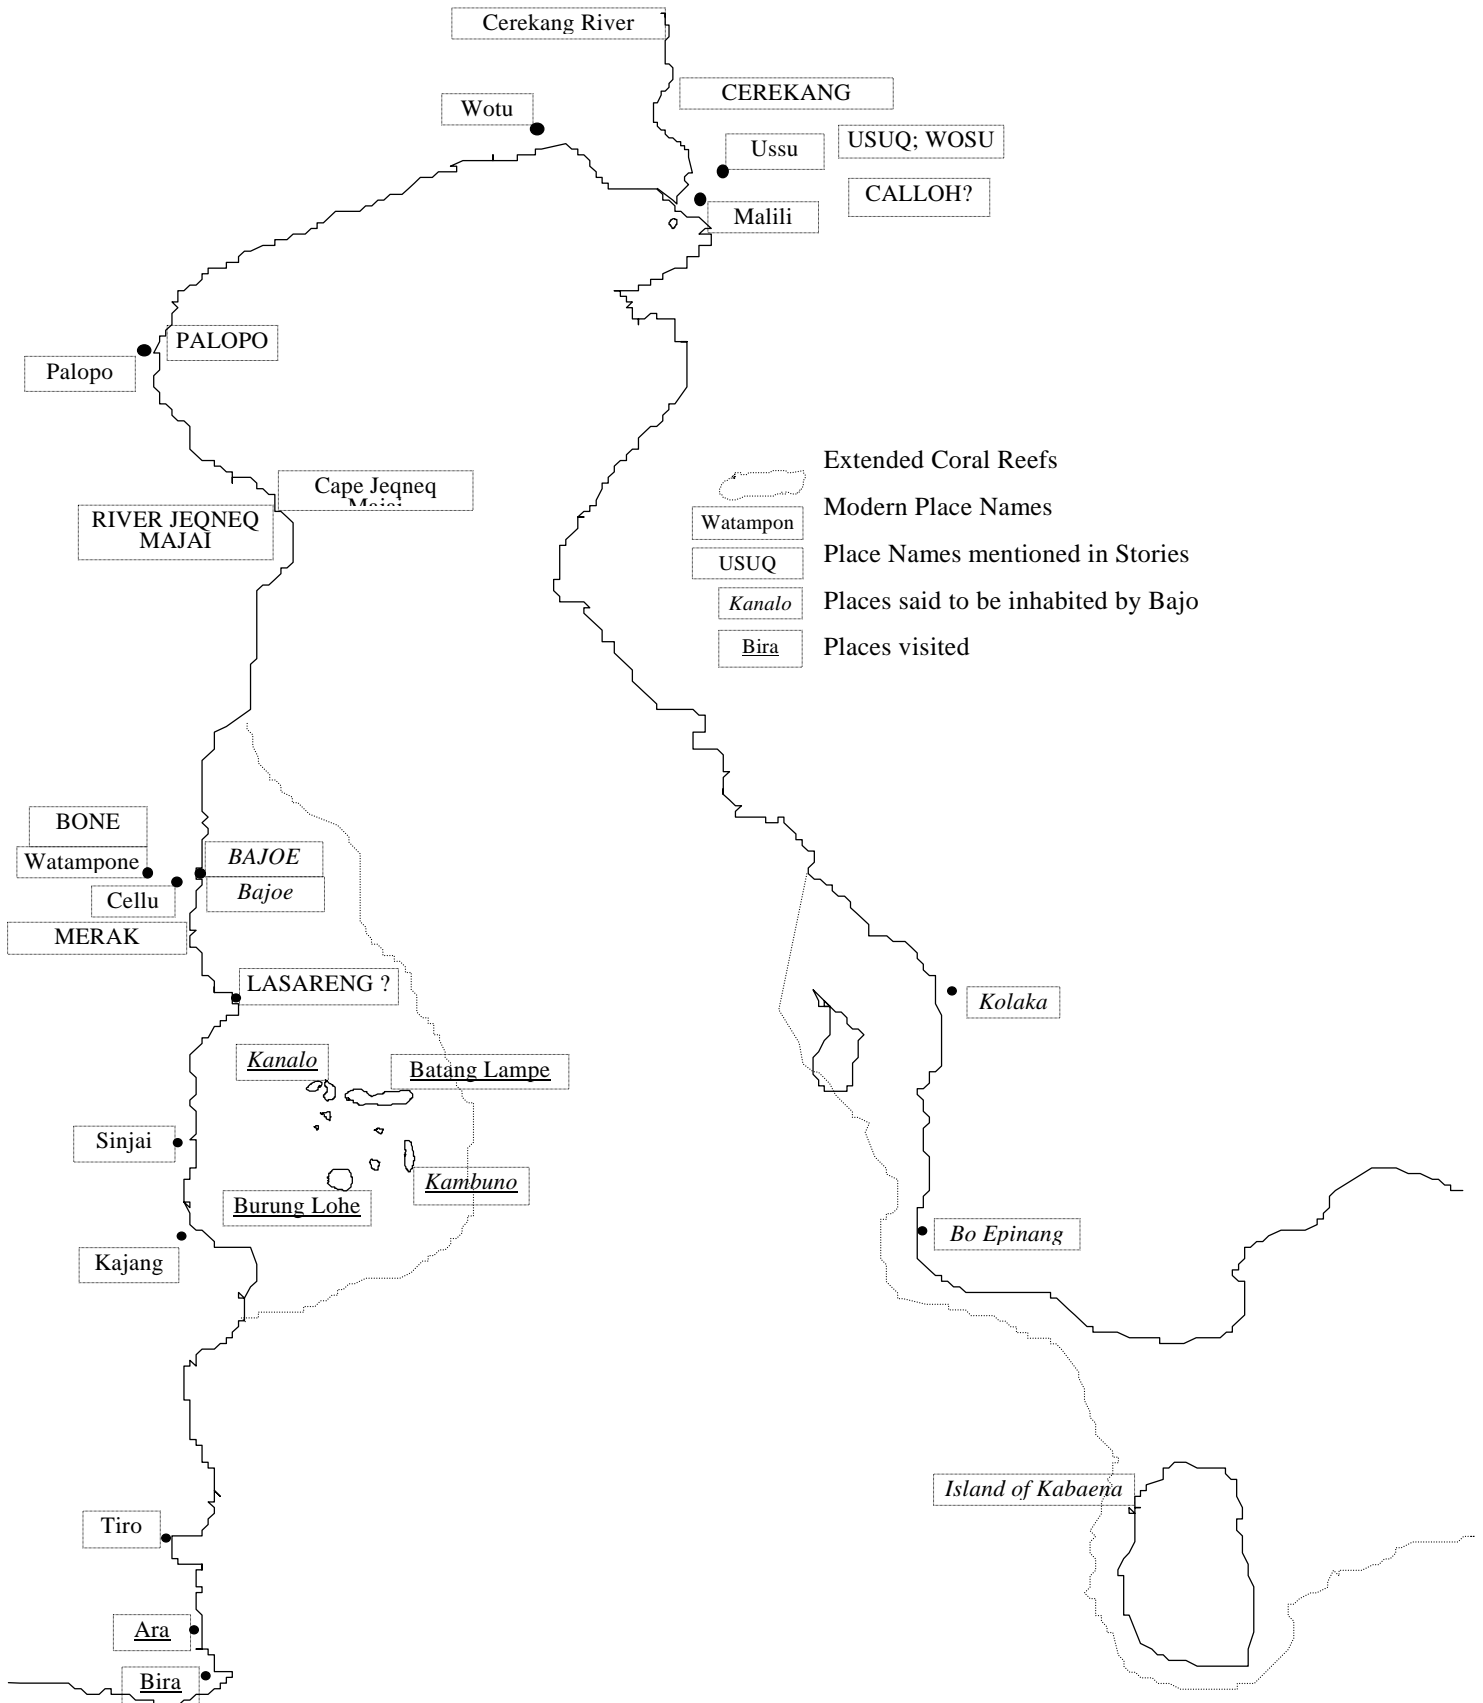 Cerekang River
CEREKANG
Wotu
USUQ; WOSU
Ussu
CALLOH?
Malili
PALOPO
Palopo
Cape Jeqneq
Majai
RIVER JEQNEQ
MAJAI
Extended Coral Reefs
Modern Place Names
Watampon
Place Names mentioned in Stories
USUQ
Places said to be inhabited by Bajo
Kanalo
Places visited
Bira
BONE
Watampone
BAJOE
Bajoe
Cellu
MERAK
LASARENG ?
Kolaka
Kanalo
Batang Lampe
Sinjai
Kambuno
Burung Lohe
Bo Epinang
Kajang
Island of Kabaena
Tiro
Ara
Bira